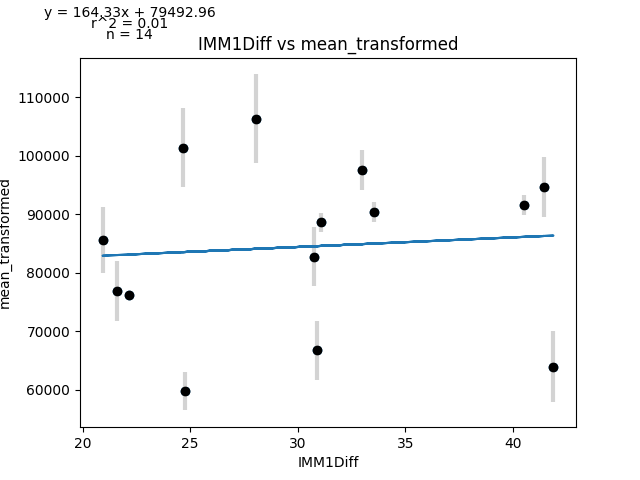 y = 164.33x + 79492.96
r^2 = 0.01
n = 14
IMM1Diff vs mean_transformed
110000
100000
90000
80000
70000
60000
mean_transformed
20 25 30 35 40
IMM1Diff